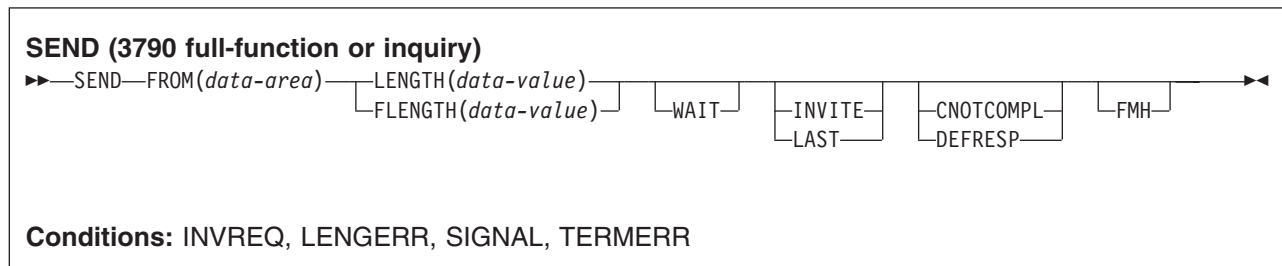 SEND (3790 full-function or inquiry)
SEND FROM(data-area) LENGTH(data-value)
FLENGTH(data-value) WAIT INVITE CNOTCOMPL FMH
LAST DEFRESP
Conditions: INVREQ, LENGERR, SIGNAL, TERMERR